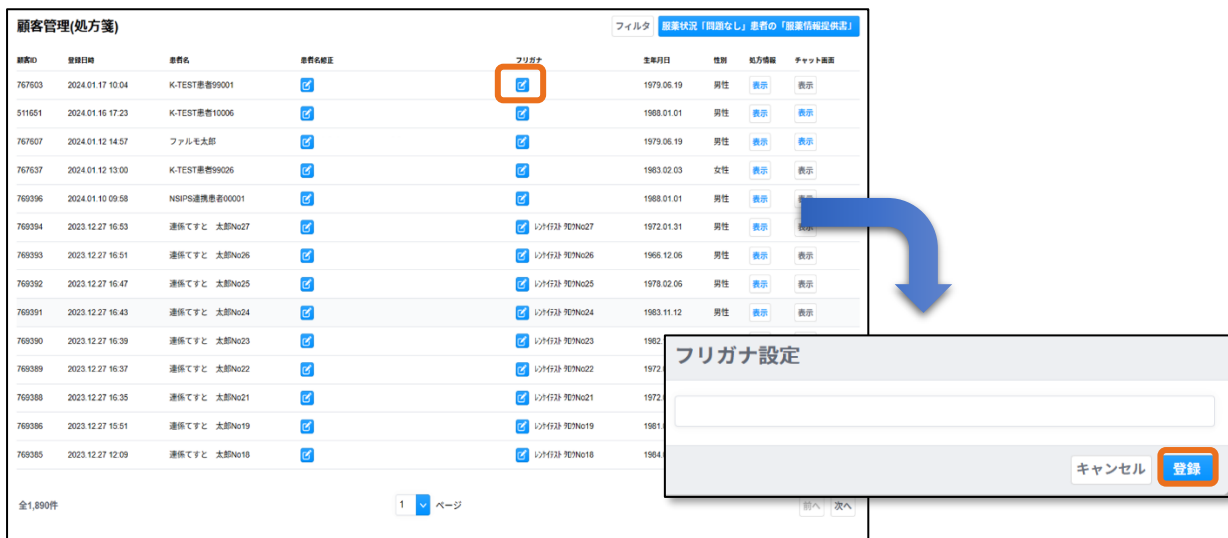 顧客管理(処方箋)
フィルタ 服薬状況「問題なし」患者の「服薬情報提供書」
顧客ID 登録日時 患者名 患者名修正 フリガナ 生年月日 性別 処方情報 チャット画面
767603 2024.01.17 10:04 K-TEST患者99001 1979.06.19 男性 表示 表示
511651 2024.01.16 17:23 K-TEST患者10006 1988.01.01 男性 表示 表示
767607 2024.01.12 14:57 ファルモ太郎 1979.06.19 男性 表示 表示
767637 2024.01.12 13:00 K-TEST患者99026 1963.02.03 女性 表示 表示
769396 2024.01.10 09:58 NSIPS連携患者00001 1988.01.01 男性 表示
769394 2023.12.27 16:53 連係てすと 太郎No27 ﾚﾝｹｲﾃｽﾄ ﾀﾛｳNo27 1972.01.31 男性 表示 表示
769393 2023.12.27 16:51 連係てすと 太郎No26 ﾚﾝｹｲﾃｽﾄ ﾀﾛｳNo26 1966.12.06 男性 表示 表示
769392 2023.12.27 16:47 連係てすと 太郎No25 ﾚﾝｹｲﾃｽﾄ ﾀﾛｳNo25 1978.02.06 男性 表示 表示
769391 2023.12.27 16:43 連係てすと 太郎No24 ﾚﾝｹｲﾃｽﾄ ﾀﾛｳNo24 1983.11.12 男性 表示 表示
769390 2023.12.27 16:39 連係てすと 太郎No23 ﾚﾝｹｲﾃｽﾄ ﾀﾛｳNo23 1962.
769389 2023.12.27 16:37 連係てすと 太郎No22 ﾚﾝｹｲﾃｽﾄ ﾀﾛｳNo22 1972.
769388 2023.12.27 16:35 連係てすと 太郎No21 ﾚﾝｹｲﾃｽﾄ ﾀﾛｳNo21 1972.
769386 2023.12.27 15:51 連係てすと 太郎No19 ﾚﾝｹｲﾃｽﾄ ﾀﾛｳNo19 1981.
769385 2023.12.27 12:09 連係てすと 太郎No18 ﾚﾝｹｲﾃｽﾄ ﾀﾛｳNo18 1984.
全1,890件 1 ページ 前へ 次へ
フリガナ設定
キャンセル 登録